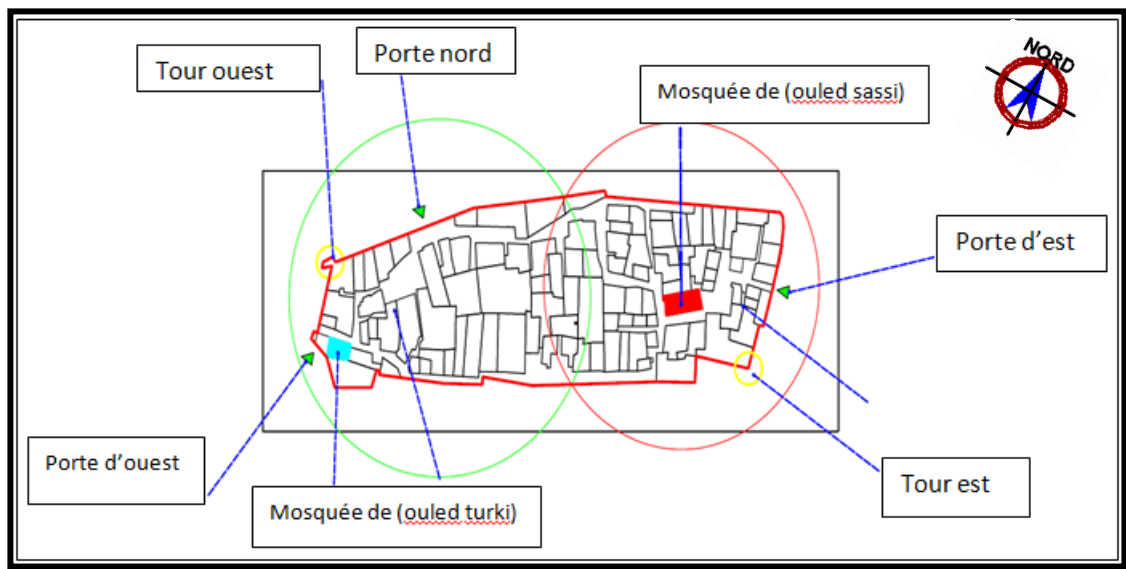 NORD
Porte nord
Tour ouest
Mosquée de (ouled sassi)
Porte d'est
Porte d'ouest
Tour est
Mosquée de (ouled turki)